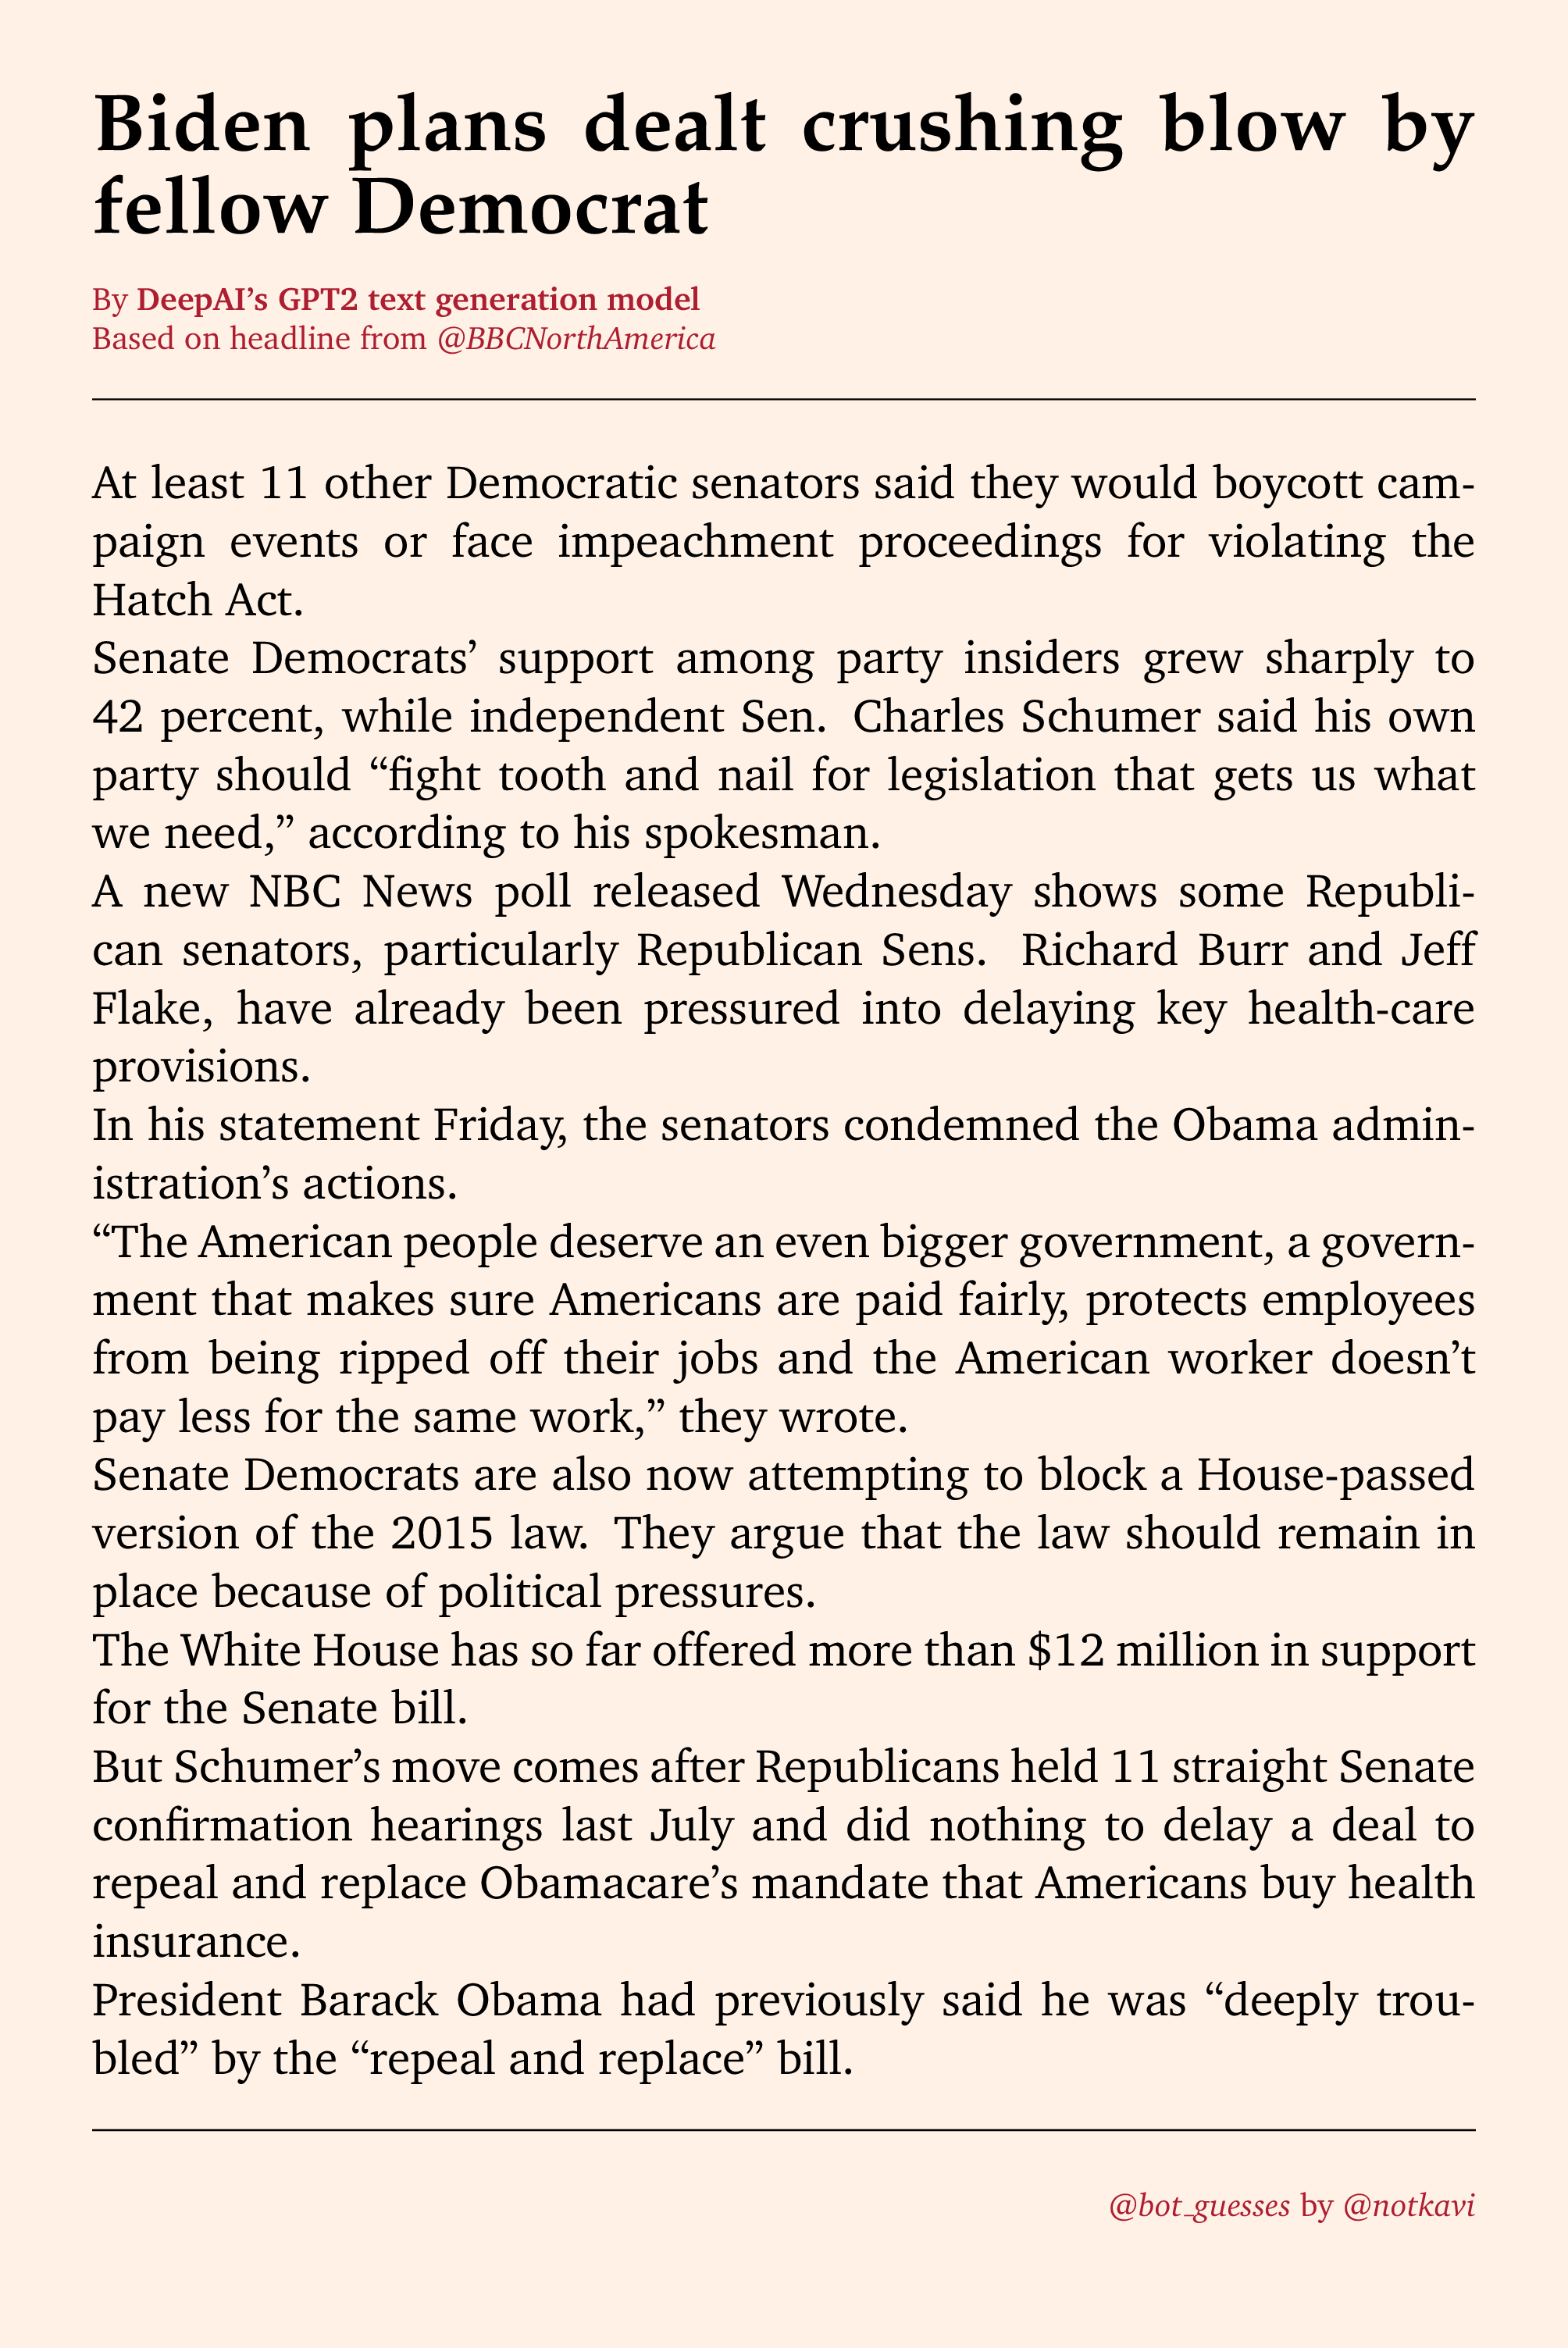 Biden plans dealt crushing blow by
fellow Democrat
By DeepAI’s GPT2 text generation model
Based on headline from @BBCNorthAmerica
At least 11 other Democratic senators said they would boycott cam-
paign events or face impeachment proceedings for violating the
Hatch Act.
Senate Democrats’ support among party insiders grew sharply to
42 percent, while independent Sen. Charles Schumer said his own
party should “fight tooth and nail for legislation that gets us what
we need,” according to his spokesman.
A new NBC News poll released Wednesday shows some Republi-
can senators, particularly Republican Sens. Richard Burr and Jeff
Flake, have already been pressured into delaying key health-care
provisions.
In his statement Friday, the senators condemned the Obama admin-
istration’s actions.
“The American people deserve an even bigger government, a govern-
ment that makes sure Americans are paid fairly, protects employees
from being ripped off their jobs and the American worker doesn’t
pay less for the same work,” they wrote.
Senate Democrats are also now attempting to block a House-passed
version of the 2015 law. They argue that the law should remain in
place because of political pressures.
The White House has so far offered more than $12 million in support
for the Senate bill.
But Schumer’s move comes after Republicans held 11 straight Senate
confirmation hearings last July and did nothing to delay a deal to
repeal and replace Obamacare’s mandate that Americans buy health
insurance.
President Barack Obama had previously said he was “deeply trou-
bled” by the “repeal and replace” bill.
@bot_guesses by @notkavi